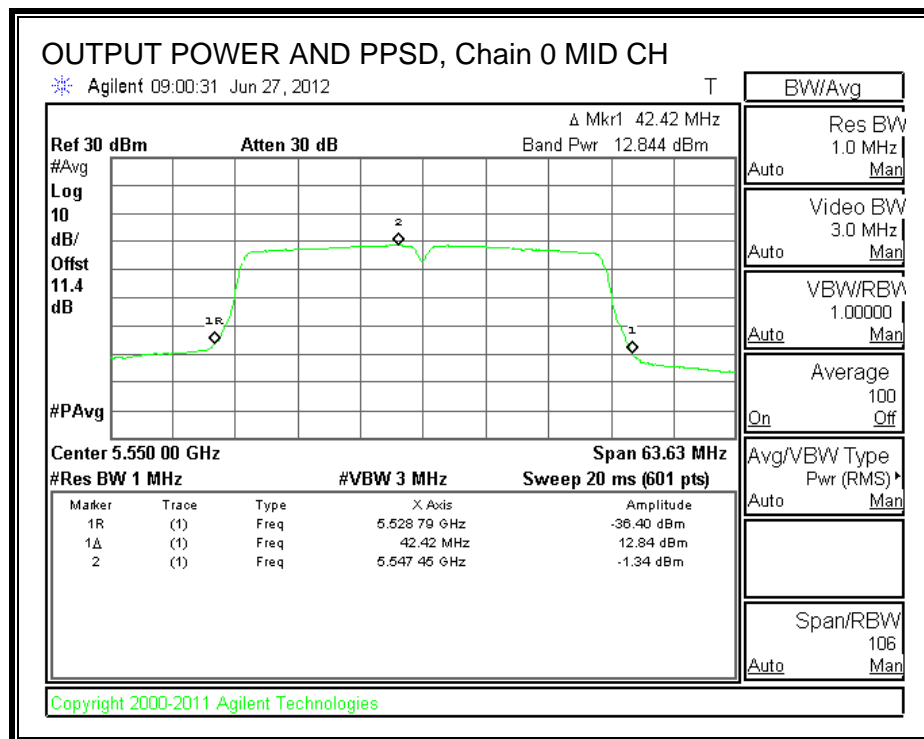 OUTPUT POWER AND PPSD, Chain 0 MID CH
Agilent 09:00:31 Jun 27, 2012 T
Δ Mkr1 42.42 MHz
Ref 30 dBm Atten 30 dB Band Pwr 12.844 dBm
#Avg
Log
10
dB/
Offst
11.4
dB
#PAvg
2
1R
1
Center 5.550 00 GHz Span 63.63 MHz
#Res BW 1 MHz #VBW 3 MHz Sweep 20 ms (601 pts)
Marker Trace Type X Axis Amplitude
1R (1) Freq 5.528 79 GHz -36.40 dBm
1Δ (1) Freq 42.42 MHz 12.84 dBm
2 (1) Freq 5.547 45 GHz -1.34 dBm
BW/Avg
Res BW
1.0 MHz
Auto Man
Video BW
3.0 MHz
Auto Man
VBW/RBW
1.00000
Auto Man
Average
100
On Off
Avg/VBW Type
Pwr (RMS)
Auto Man
Span/RBW
106
Auto Man
Copyright 2000-2011 Agilent Technologies